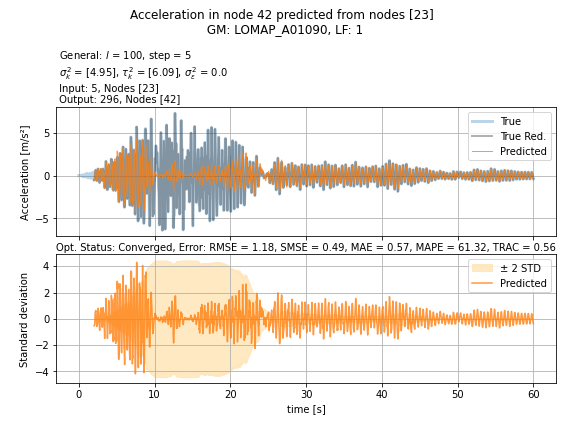 Acceleration in node 42 predicted from nodes [23]
GM: LOMAP_A01090, LF: 1
General: l = 100, step = 5
σ²ₖ = [4.95], τ²ₖ = [6.09], σ²ε = 0.0
Input: 5, Nodes [23]
Output: 296, Nodes [42]
Acceleration [m/s²]
5
0
−5
True
True Red.
Predicted
Opt. Status: Converged, Error: RMSE = 1.18, SMSE = 0.49, MAE = 0.57, MAPE = 61.32, TRAC = 0.56
Standard deviation
4
2
0
−2
−4
± 2 STD
Predicted
0 10 20 30 40 50 60
time [s]